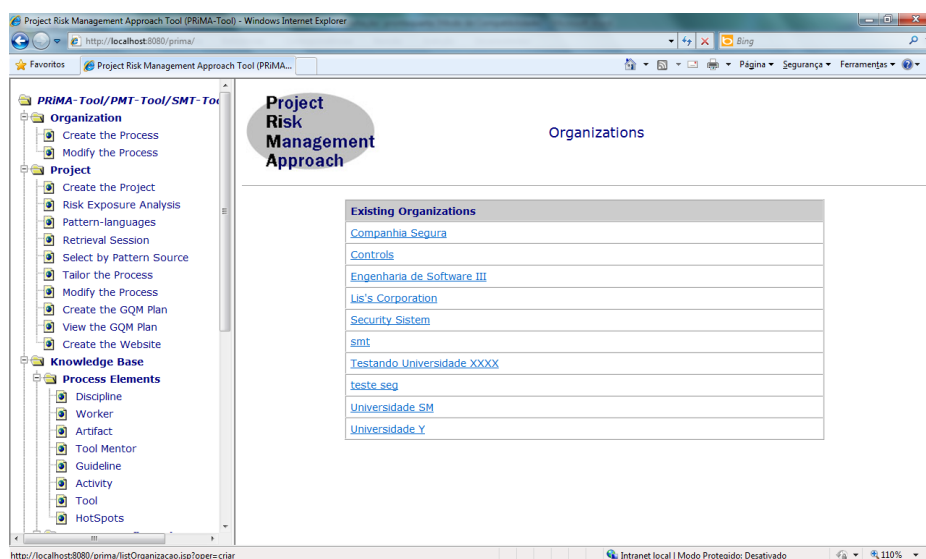 Project Risk Management Approach Tool (PRiMA-Tool) - Windows Internet Explorer
http://localhost:8080/prima/
Bing
Favoritos
Project Risk Management Approach Tool (PRiMA...
Página
Segurança
Ferramentas
PRiMA-Tool/PMT-Tool/SMT-Too
Organization
Create the Process
Modify the Process
Project
Create the Project
Risk Exposure Analysis
Pattern-languages
Retrieval Session
Select by Pattern Source
Tailor the Process
Modify the Process
Create the GQM Plan
View the GQM Plan
Create the Website
Knowledge Base
Process Elements
Discipline
Worker
Artifact
Tool Mentor
Guideline
Activity
Tool
HotSpots
Project
Risk
Management
Approach
Organizations
Existing Organizations
Companhia Segura
Controls
Engenharia de Software III
Lis's Corporation
Security Sistem
smt
Testando Universidade XXXX
teste seg
Universidade SM
Universidade Y
http://localhost:8080/prima/listOrganizacao.jsp?oper=criar
Intranet local | Modo Protegido: Desativado
110%